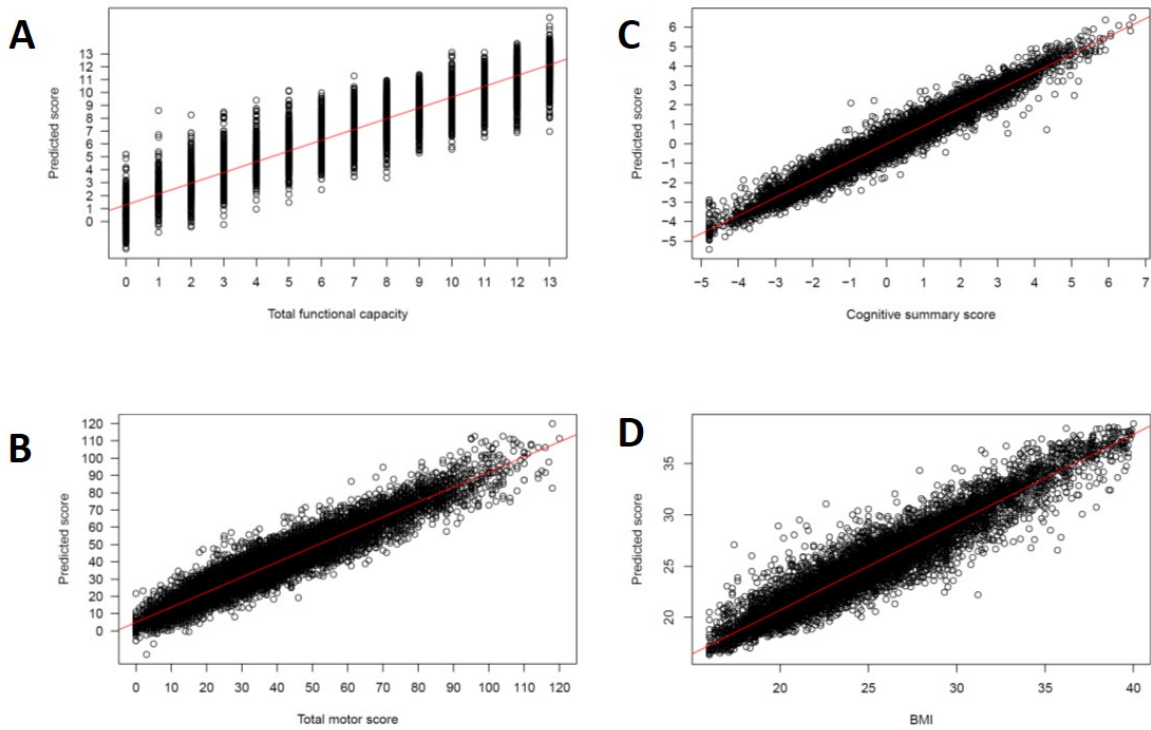 A
Predicted score
13
12
11
10
9
8
7
6
5
4
3
2
1
0
0 1 2 3 4 5 6 7 8 9 10 11 12 13
Total functional capacity
C
Predicted score
6
5
4
3
2
1
0
−1
−2
−3
−4
−5
−5 −4 −3 −2 −1 0 1 2 3 4 5 6 7
Cognitive summary score
B
Predicted score
120
110
100
90
80
70
60
50
40
30
20
10
0
0 10 20 30 40 50 60 70 80 90 100 110 120
Total motor score
D
Predicted score
35
30
25
20
20 25 30 35 40
BMI